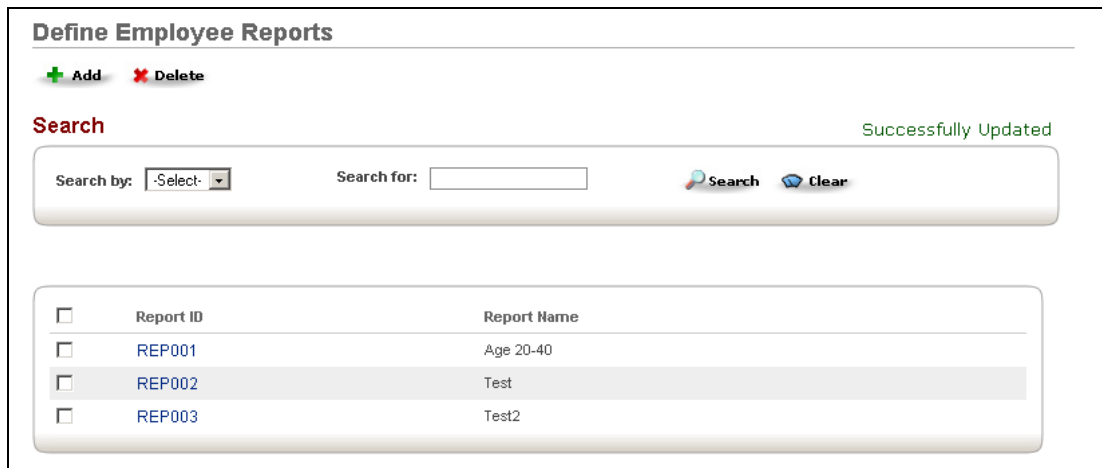 Define Employee Reports
Add Delete
Search Successfully Updated
Search by: -Select- Search for: Search Clear
Report ID Report Name
REP001 Age 20-40
REP002 Test
REP003 Test2